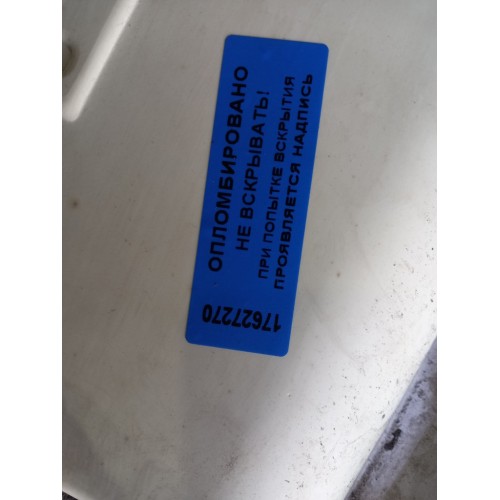 ОПЛОМБИРОВАНО
НЕ ВСКРЫВАТЬ!
ПРИ ПОПЫТКЕ ВСКРЫТИЯ
ПРОЯВЛЯЕТСЯ НАДПИСЬ
17627270